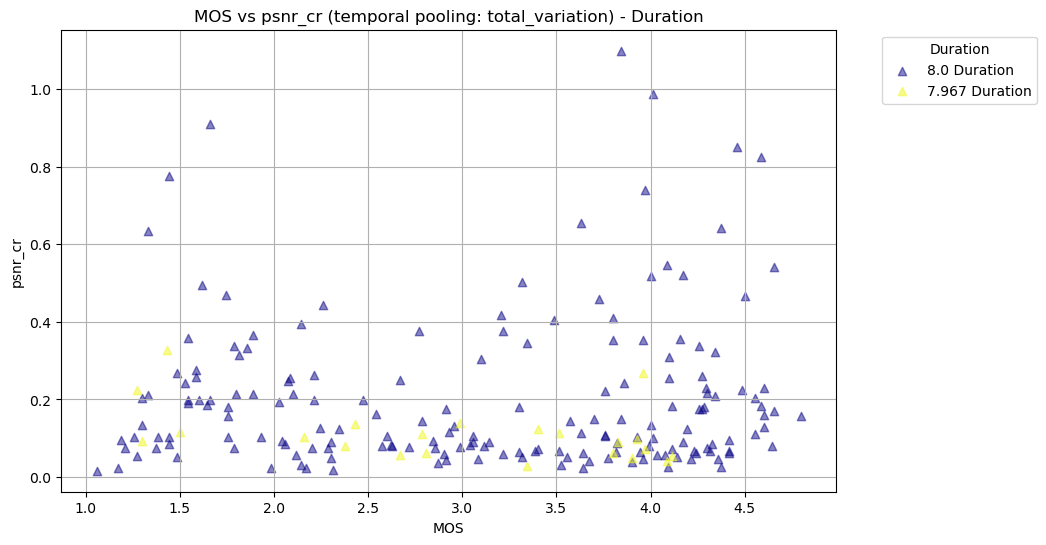 MOS vs psnr_cr (temporal pooling: total_variation) - Duration
Duration
8.0 Duration
7.967 Duration
psnr_cr
1.0
0.8
0.6
0.4
0.2
0.0
1.0 1.5 2.0 2.5 3.0 3.5 4.0 4.5
MOS